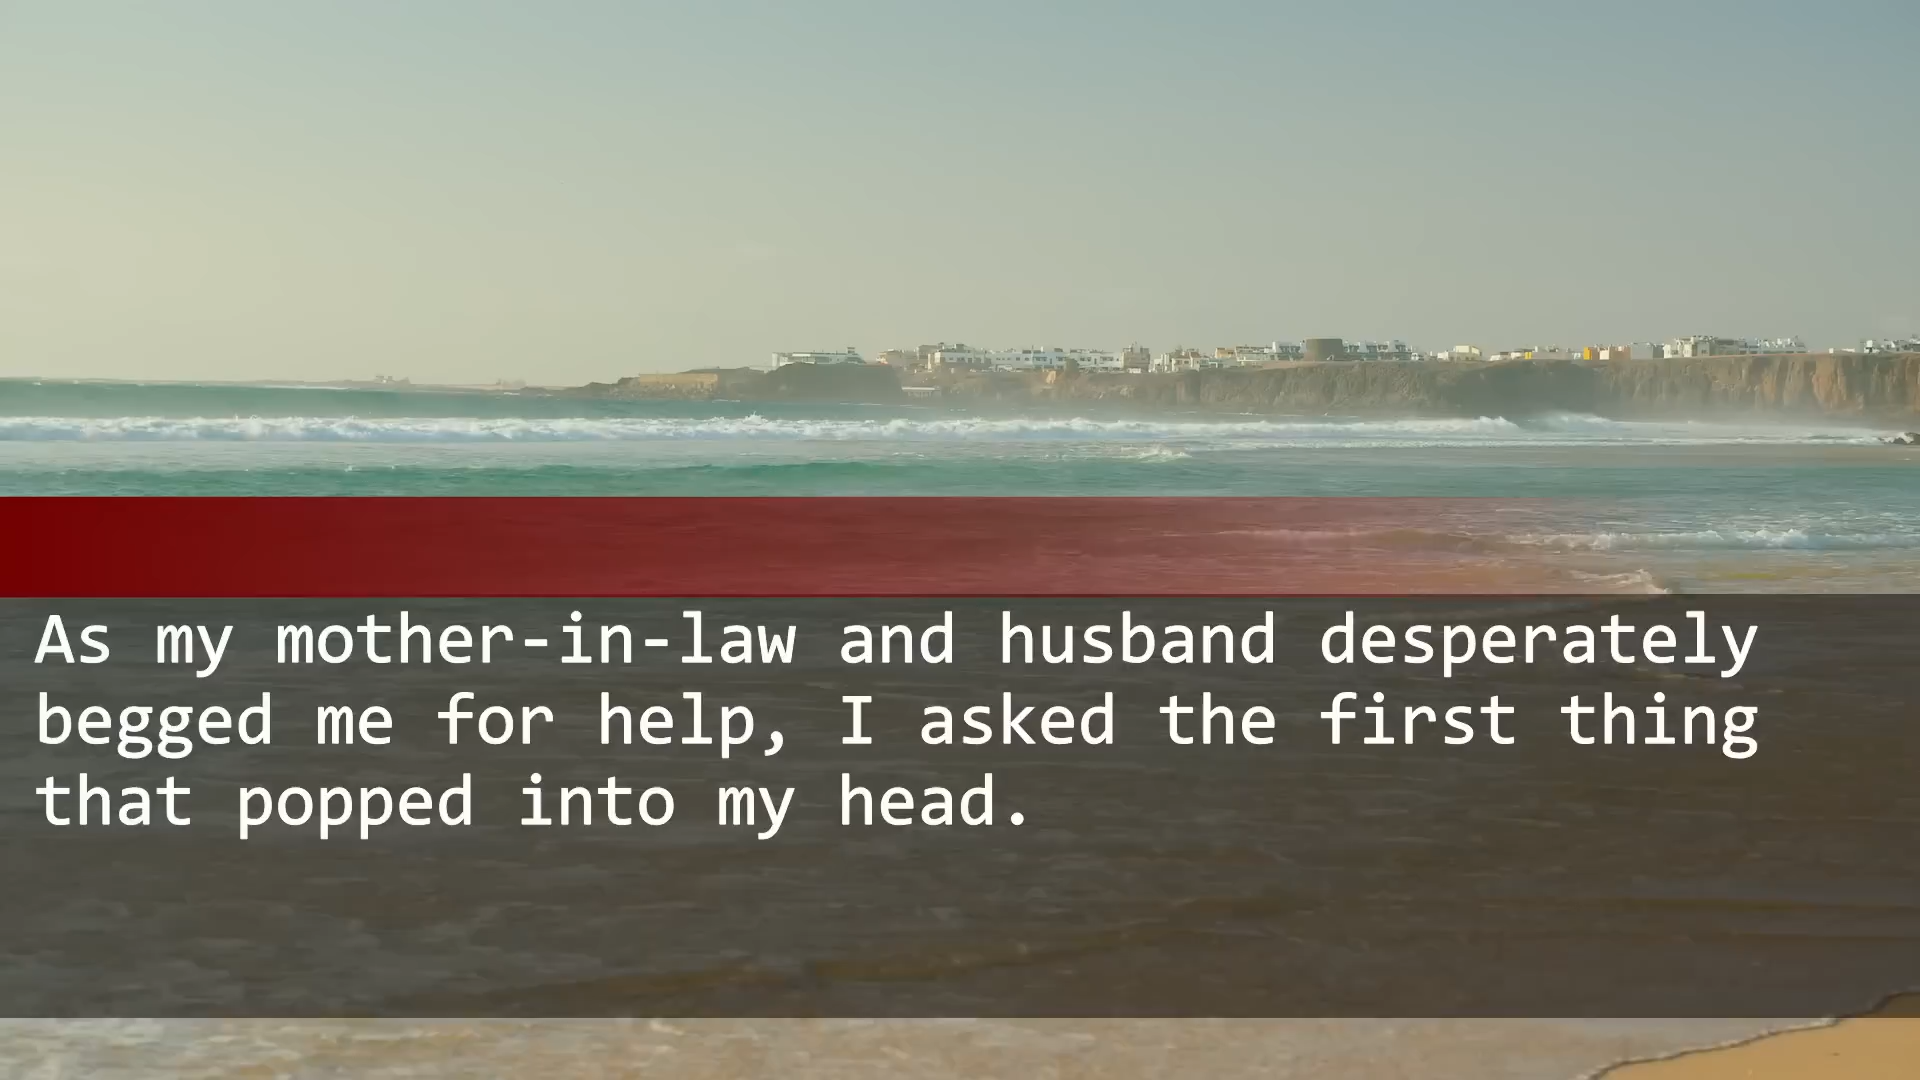 As my mother-in-law and husband desperately
begged me for help, I asked the first thing
that popped into my head.